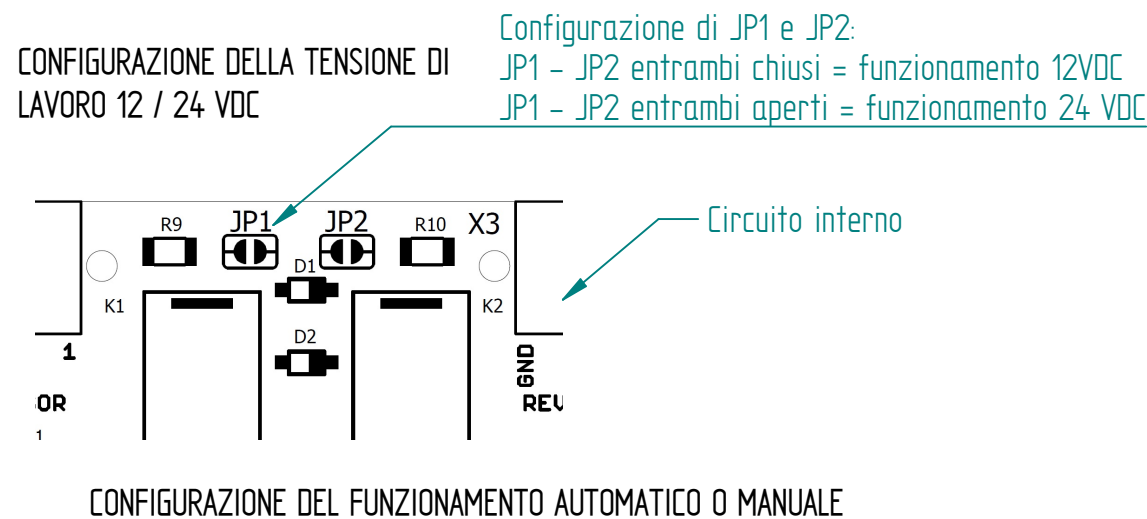 CONFIGURAZIONE DELLA TENSIONE DI
LAVORO 12 / 24 VDC
Configurazione di JP1 e JP2:
JP1 - JP2 entrambi chiusi = funzionamento 12VDC
JP1 - JP2 entrambi aperti = funzionamento 24 VDC
Circuito interno
R9 JP1 JP2 R10 X3
D1
K1 K2
D2
1 GND
OR REV
1
CONFIGURAZIONE DEL FUNZIONAMENTO AUTOMATICO O MANUALE